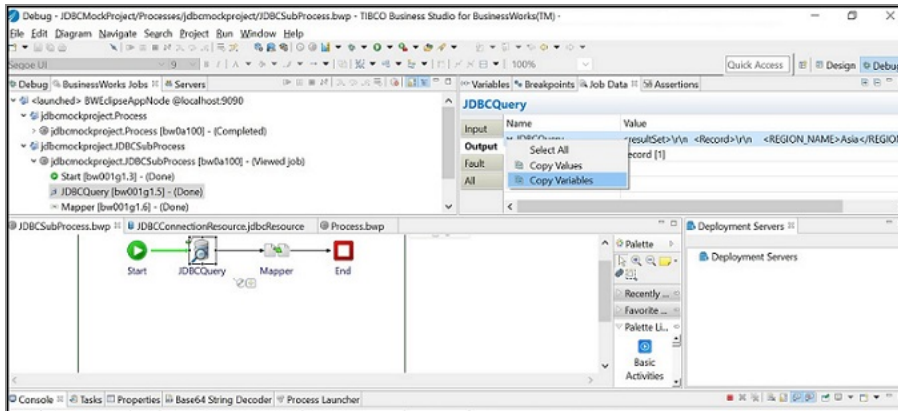 Debug - JDBCMockProject/Processes/jdbcmockproject/JDBCSubProcess.bwp - TIBCO Business Studio for BusinessWorks(TM) -
File Edit Diagram Navigate Search Project Run Window Help
Segoe UI 9 B I A 100% Quick Access Design Debug
Debug BusinessWorks Jobs Servers
<launched> BWEclipseAppNode @localhost:9090
jdbcmockproject.Process
jdbcmockproject.Process [bw0a100] - (Completed)
jdbcmockproject.JDBCSubProcess
jdbcmockproject.JDBCSubProcess [bw0a100] - (Viewed job)
Start [bw001g1.3] - (Done)
JDBCQuery [bw001g1.5] - (Done)
Mapper [bw001g1.6] - (Done)
Variables Breakpoints Job Data Assertions
JDBCQuery
Input
Output
Fault
All
Name Value
JDBCQuery <resultSet>\r\n <Record>\r\n <REGION_NAME>Asia</REGION
ecord [1]
Select All
Copy Values
Copy Variables
JDBCSubProcess.bwp JDBCConnectionResource.jdbcResource Process.bwp
Start JDBCQuery Mapper End
Palette
Recently ...
Favorite ...
Palette Li...
Basic
Activities
Deployment Servers
Deployment Servers
Console Tasks Properties Base64 String Decoder Process Launcher